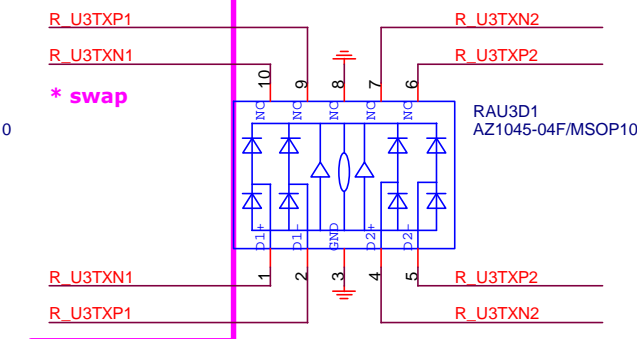 R_U3TXP1
R_U3TXN2
R_U3TXN1
R_U3TXP2
* swap
10 9 8 7 6
NC NC NC NC NC
RAU3D1
AZ1045-04F/MSOP10
0
D1+ D1- GND D2+ D2-
1 2 3 4 5
R_U3TXN1
R_U3TXP2
R_U3TXP1
R_U3TXN2